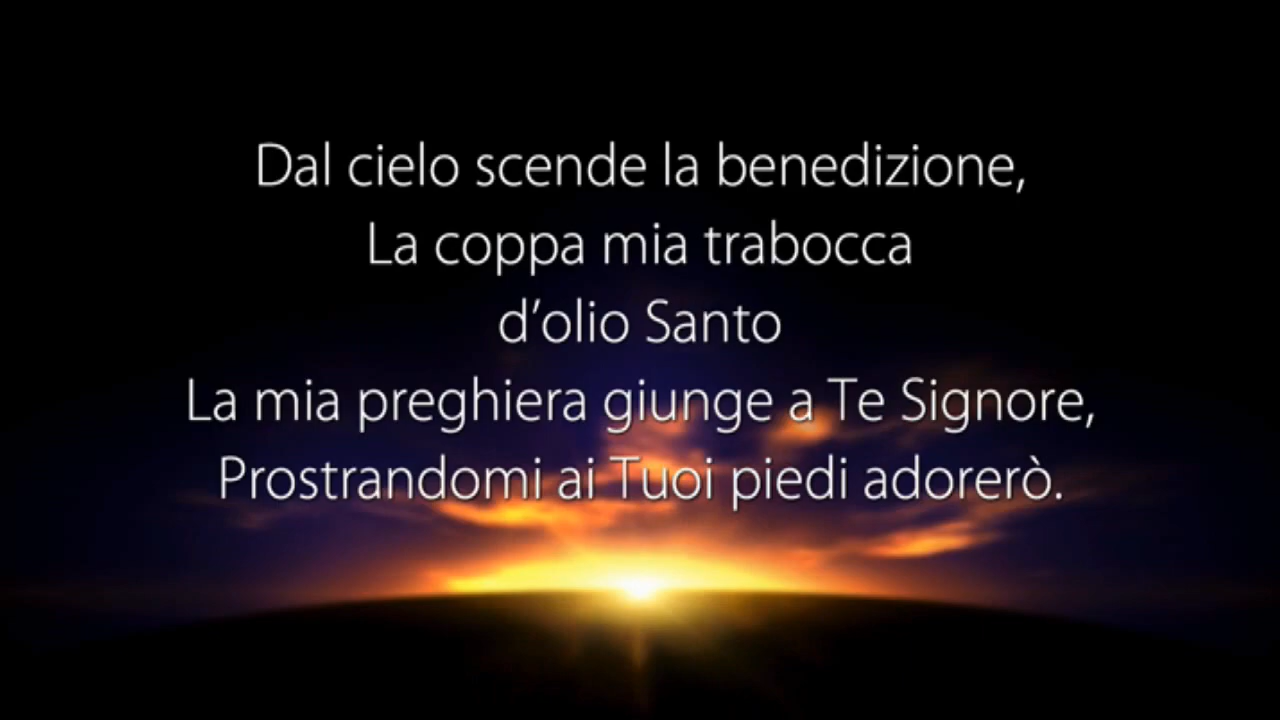 Dal cielo scende la benedizione,
La coppa mia trabocca
d’olio Santo
La mia preghiera giunge a Te Signore,
Prostrandomi ai Tuoi piedi adorerò.